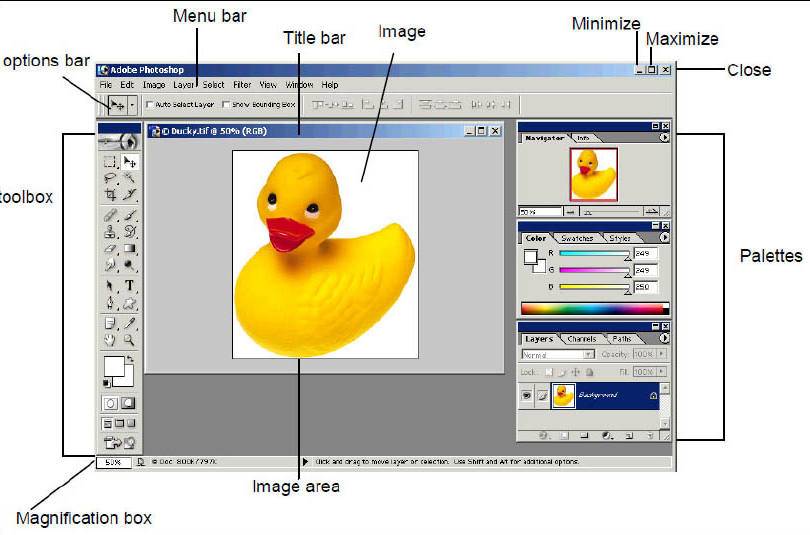 Menu bar
Title bar
Image
Minimize
Maximize
Close
options bar
Adobe Photoshop
File Edit Image Layer Select Filter View Window Help
Auto Select Layer Show Bounding Box
Ducky.tif @ 50% (RGB)
Navigator Info
50%
toolbox
Color Swatches Styles
R 249
G 249
B 250
Palettes
Layers Channels Paths
Normal Opacity: 100%
Lock: Fill: 100%
Background
T
50% Doc: 800K/797K Click and drag to move layer or selection. Use Shift and Alt for additional options.
Image area
Magnification box